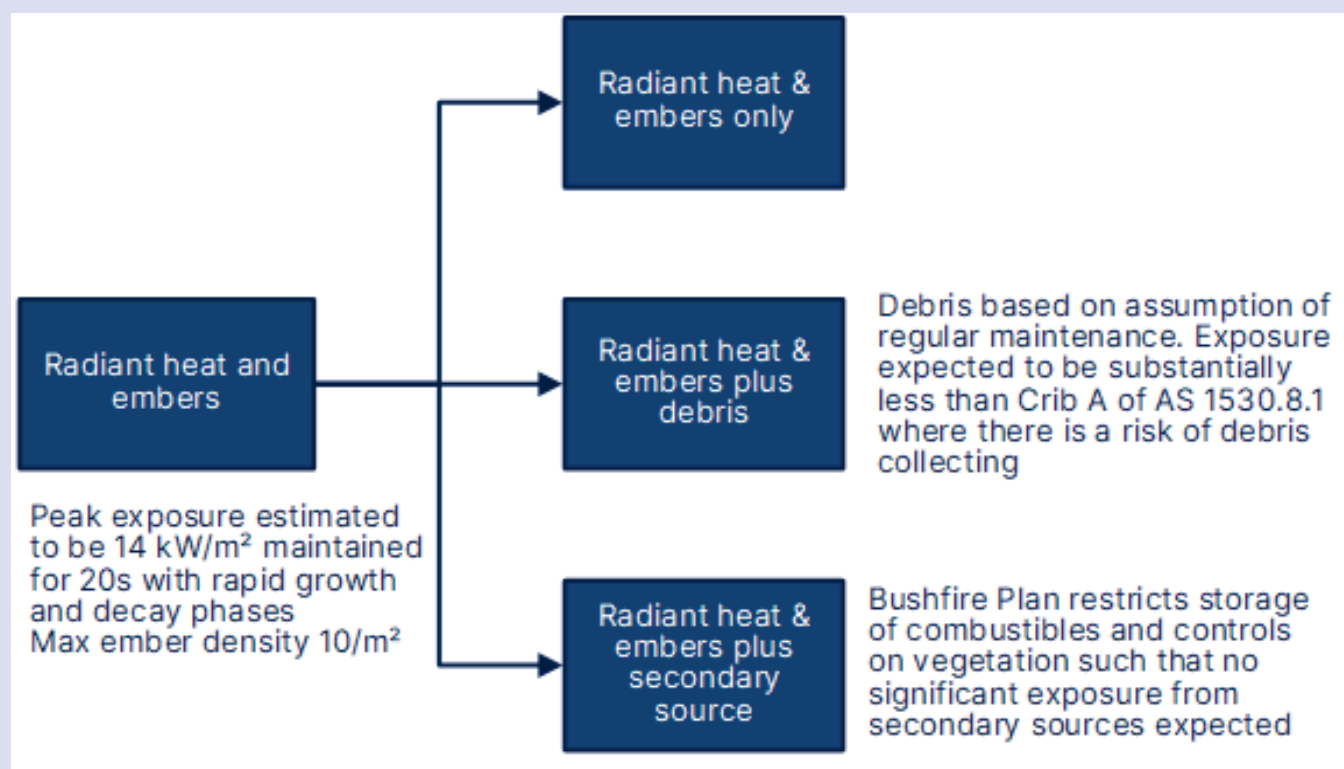 Radiant heat &
embers only
Radiant heat and
embers
Peak exposure estimated
to be 14 kW/m² maintained
for 20s with rapid growth
and decay phases
Max ember density 10/m²
Radiant heat &
embers plus
debris
Debris based on assumption of
regular maintenance. Exposure
expected to be substantially
less than Crib A of AS 1530.8.1
where there is a risk of debris
collecting
Radiant heat &
embers plus
secondary
source
Bushfire Plan restricts storage
of combustibles and controls
on vegetation such that no
significant exposure from
secondary sources expected